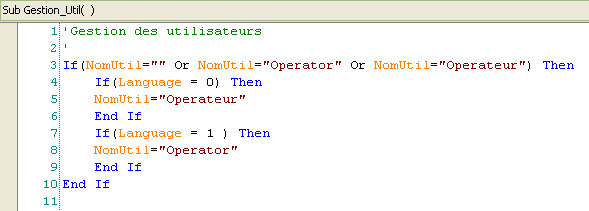 Sub Gestion_Util( )
1 'Gestion des utilisateurs
2 '
3 If(NomUtil="" Or NomUtil="Operator" Or NomUtil="Operateur") Then
4 If(Language = 0) Then
5 NomUtil="Operateur"
6 End If
7 If(Language = 1 ) Then
8 NomUtil="Operator"
9 End If
10 End If
11